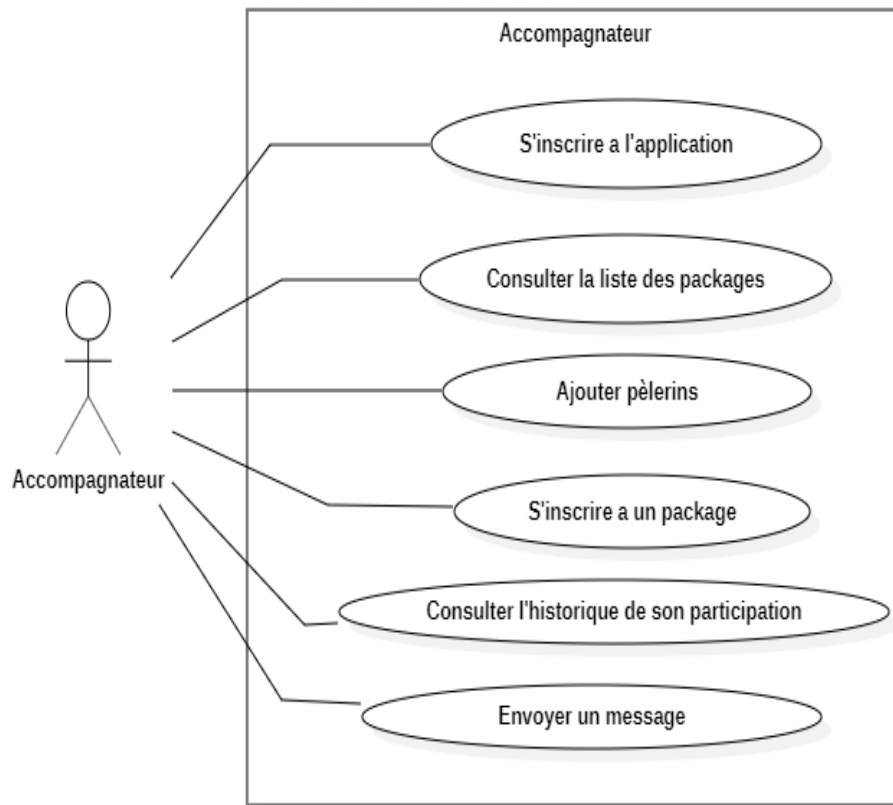 Accompagnateur
S'inscrire a l'application
Consulter la liste des packages
Ajouter pèlerins
Accompagnateur
S'inscrire a un package
Consulter l'historique de son participation
Envoyer un message